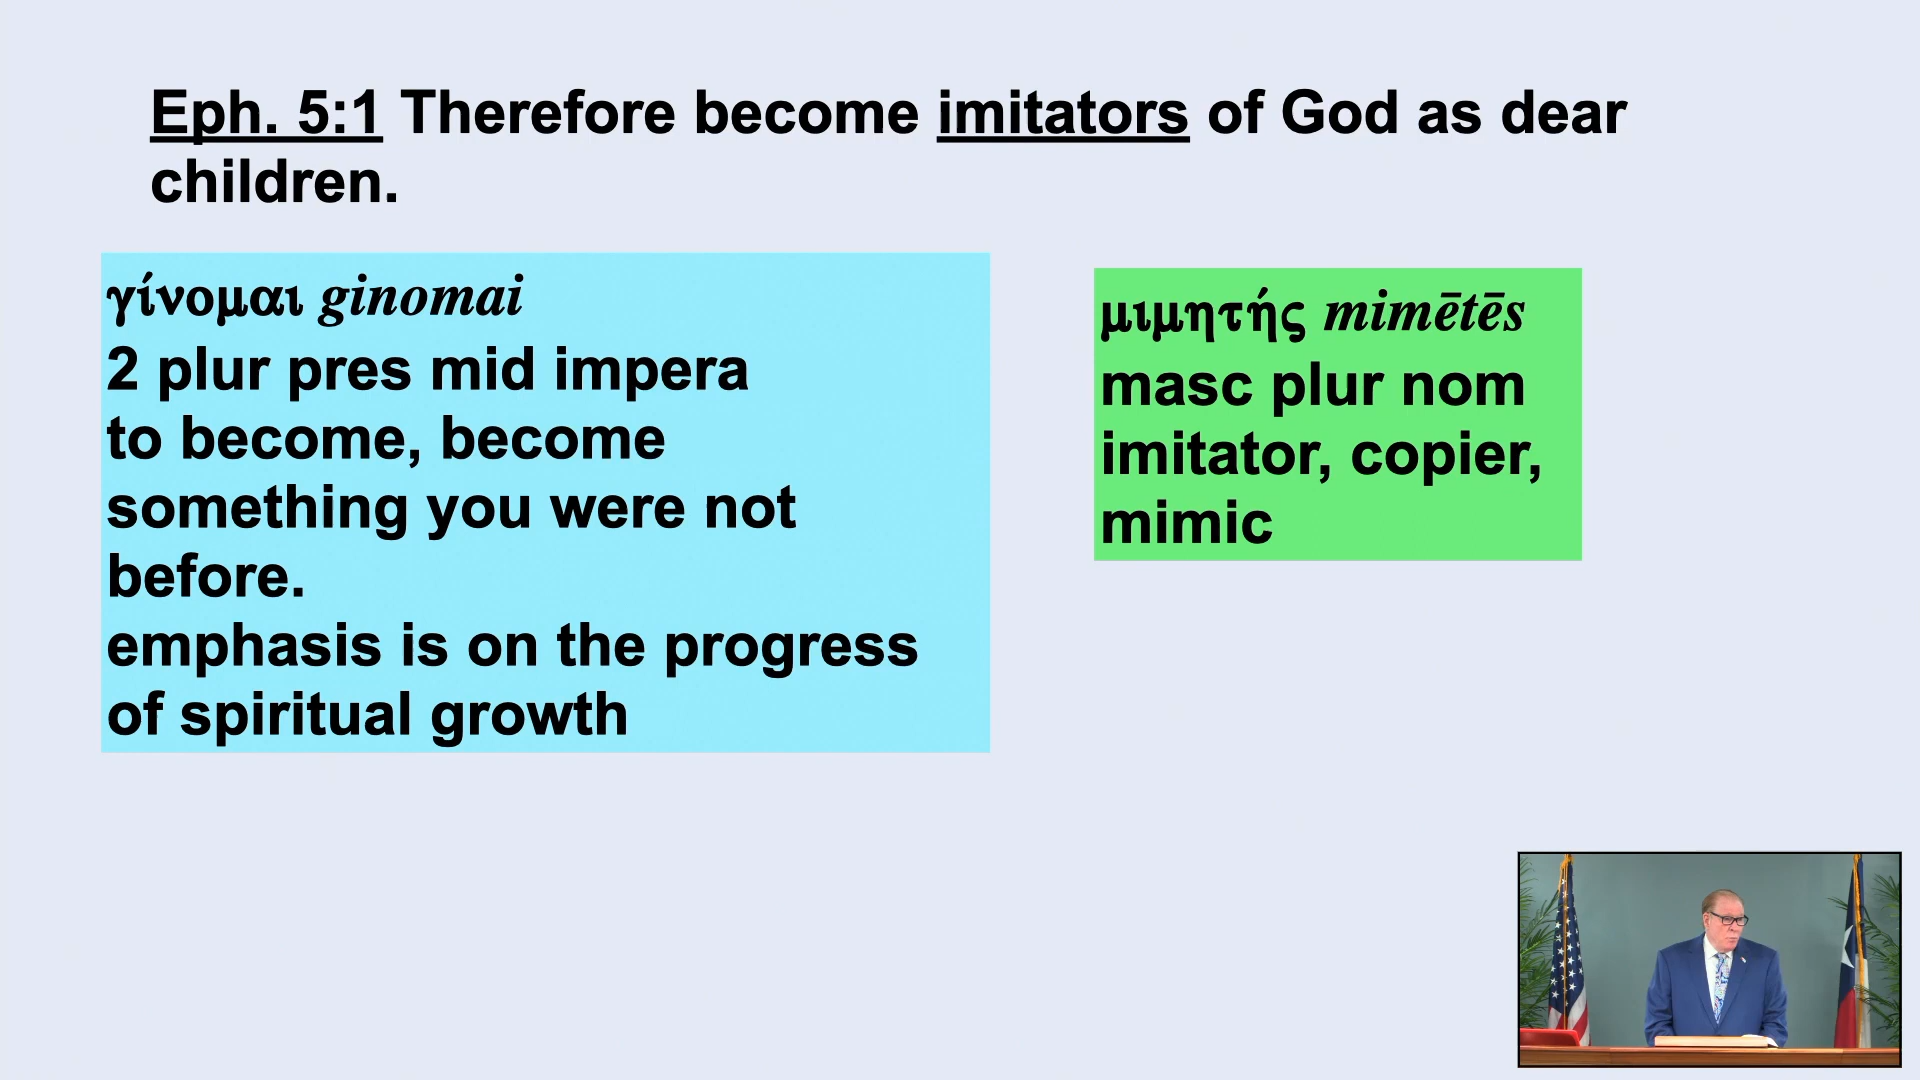 Eph. 5:1 Therefore become imitators of God as dear
children.
γίνομαι ginomai
2 plur pres mid impera
to become, become
something you were not
before.
emphasis is on the progress
of spiritual growth
μιμητής mimētēs
masc plur nom
imitator, copier,
mimic